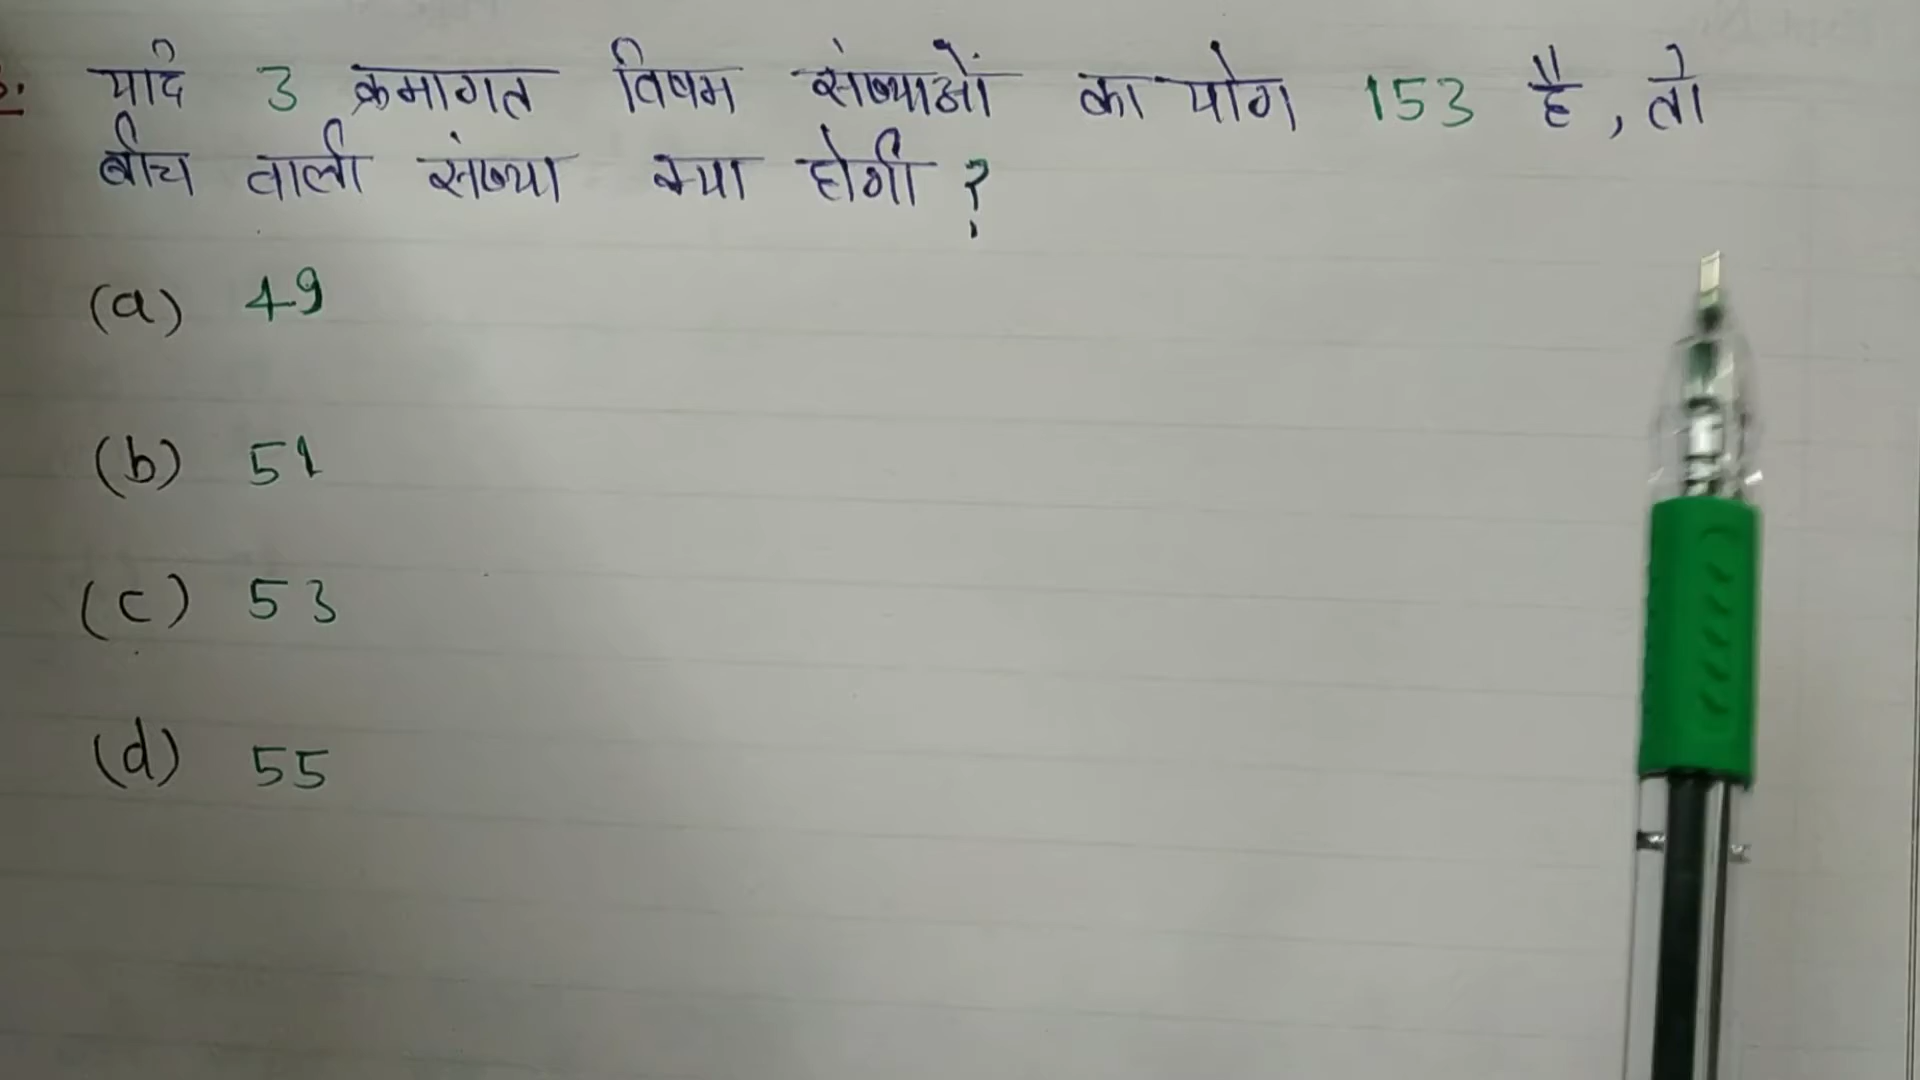 यदि 3 क्रमागत विषम संख्याओं का योग 153 है, तो
बीच वाली संख्या क्या होगी ?
(a) 49
(b) 51
(c) 53
(d) 55